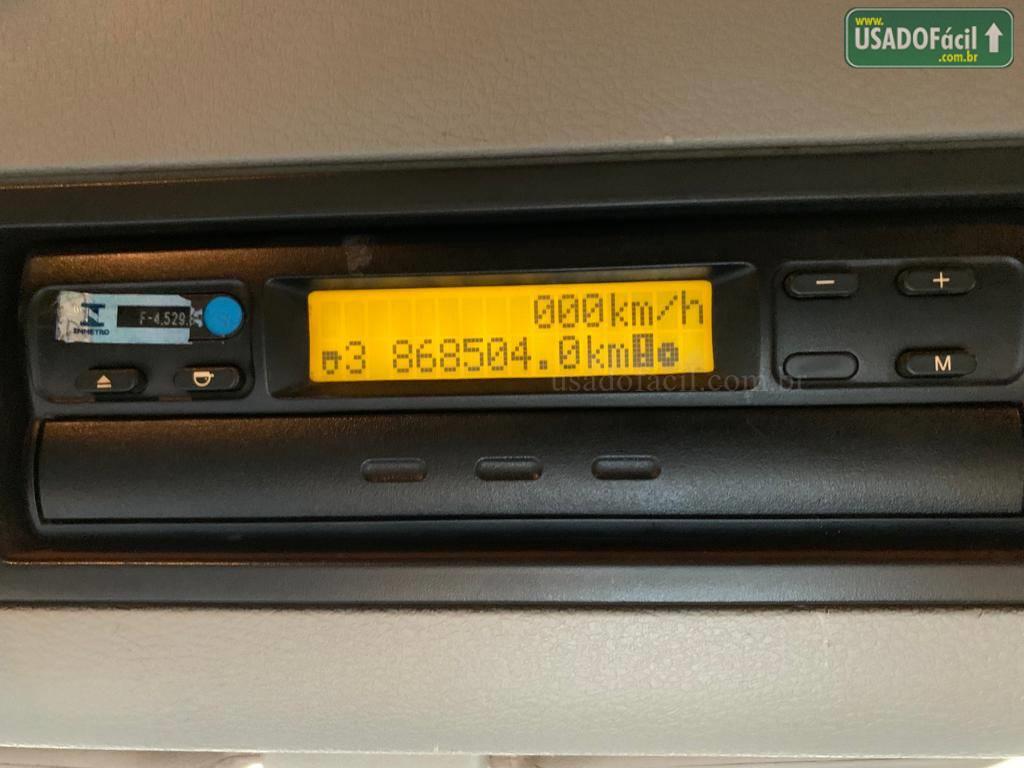 www.
USADOFácil
.com.br
000km/h
3 868504.0km
INMETRO
F-4.529.
usadofacil.com.br
− +
M